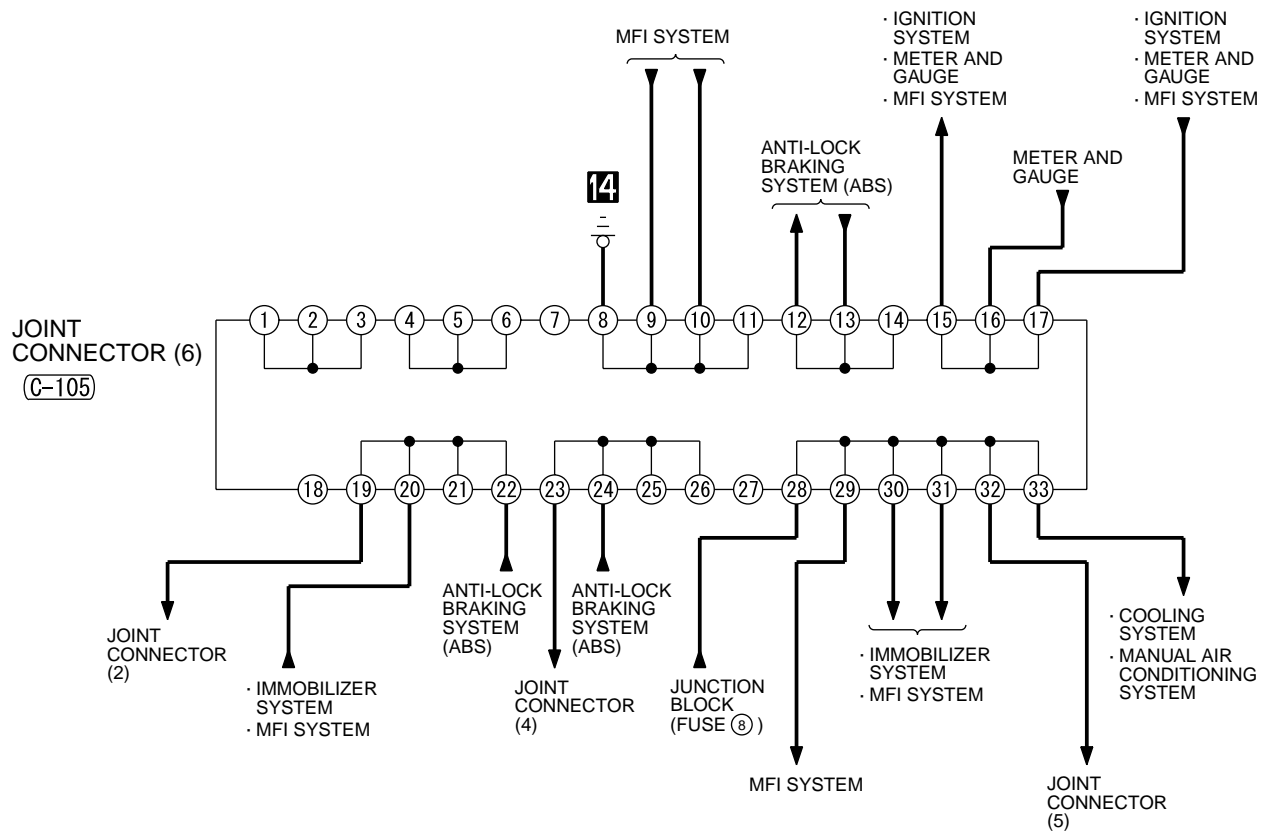 MFI SYSTEM
· IGNITION
SYSTEM
· METER AND
GAUGE
· MFI SYSTEM
· IGNITION
SYSTEM
· METER AND
GAUGE
· MFI SYSTEM
ANTI-LOCK
BRAKING
SYSTEM (ABS)
METER AND
GAUGE
14
JOINT
CONNECTOR (6)
C-105
1 2 3 4 5 6 7 8 9 10 11 12 13 14 15 16 17
18 19 20 21 22 23 24 25 26 27 28 29 30 31 32 33
JOINT
CONNECTOR
(2)
· IMMOBILIZER
SYSTEM
· MFI SYSTEM
ANTI-LOCK
BRAKING
SYSTEM
(ABS)
JOINT
CONNECTOR
(4)
ANTI-LOCK
BRAKING
SYSTEM
(ABS)
JUNCTION
BLOCK
(FUSE 8 )
MFI SYSTEM
· IMMOBILIZER
SYSTEM
· MFI SYSTEM
JOINT
CONNECTOR
(5)
· COOLING
SYSTEM
· MANUAL AIR
CONDITIONING
SYSTEM